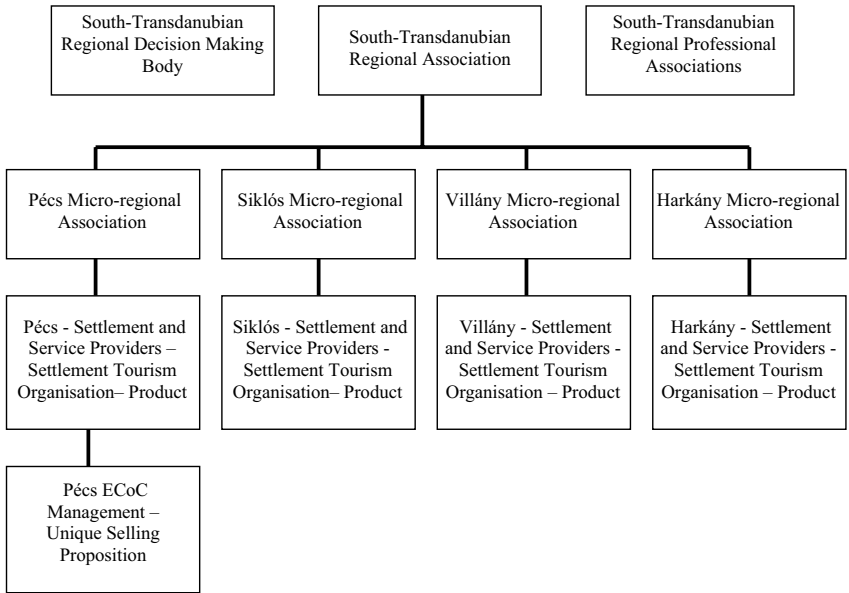 South-Transdanubian
Regional Decision Making
Body
South-Transdanubian
Regional Association
South-Transdanubian
Regional Professional
Associations
Pécs Micro-regional
Association
Siklós Micro-regional
Association
Villány Micro-regional
Association
Harkány Micro-regional
Association
Pécs - Settlement and
Service Providers –
Settlement Tourism
Organisation– Product
Siklós - Settlement and
Service Providers -
Settlement Tourism
Organisation– Product
Villány - Settlement
and Service Providers -
Settlement Tourism
Organisation – Product
Harkány - Settlement
and Service Providers -
Settlement Tourism
Organisation – Product
Pécs ECoC
Management –
Unique Selling
Proposition